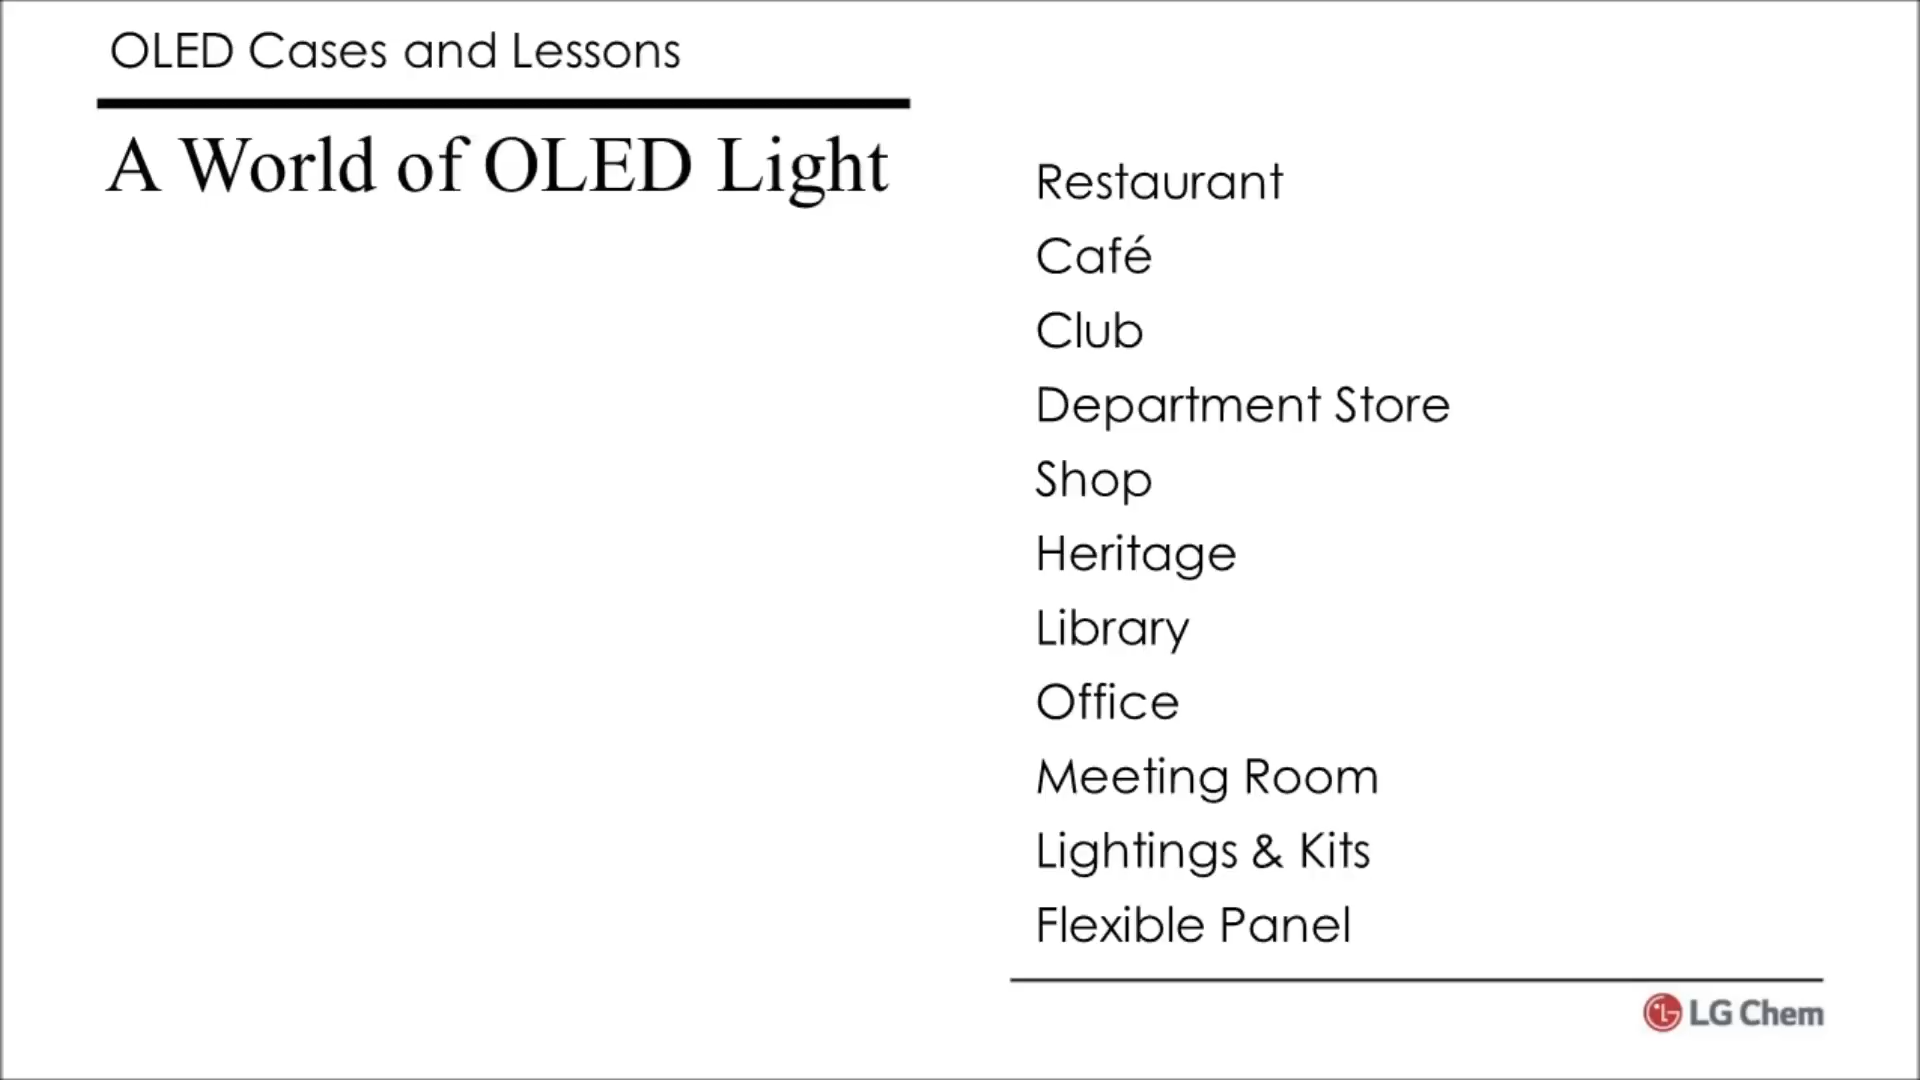 OLED Cases and Lessons
A World of OLED Light
Restaurant
Café
Club
Department Store
Shop
Heritage
Library
Office
Meeting Room
Lightings & Kits
Flexible Panel
LG Chem